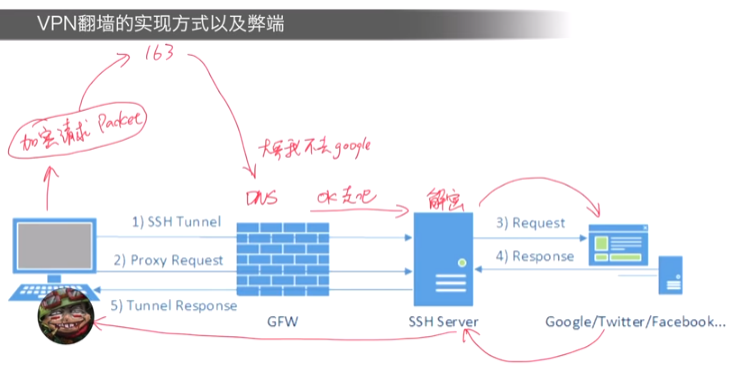 VPN翻墙的实现方式以及弊端
163
加密请求 Packet
大哥我不去google
DNS
OK 走吧
解密
1) SSH Tunnel
2) Proxy Request
3) Request
4) Response
5) Tunnel Response
GFW
SSH Server
Google/Twitter/Facebook...